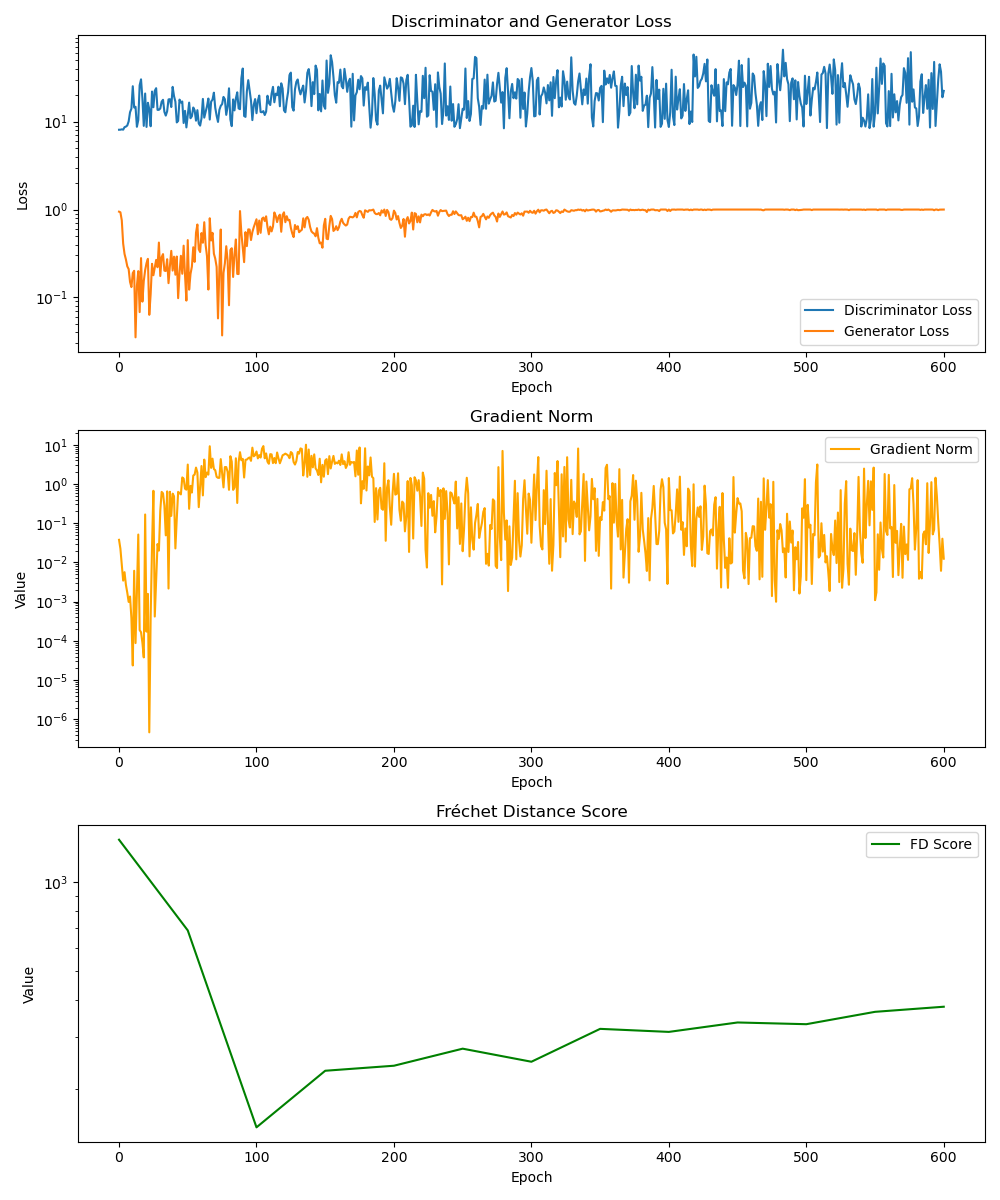 Discriminator and Generator Loss
Loss
10^1
10^0
10^-1
Discriminator Loss
Generator Loss
0 100 200 300 400 500 600
Epoch
Gradient Norm
Value
10^1
10^0
10^-1
10^-2
10^-3
10^-4
10^-5
10^-6
Gradient Norm
0 100 200 300 400 500 600
Epoch
Fréchet Distance Score
Value
10^3
FD Score
0 100 200 300 400 500 600
Epoch